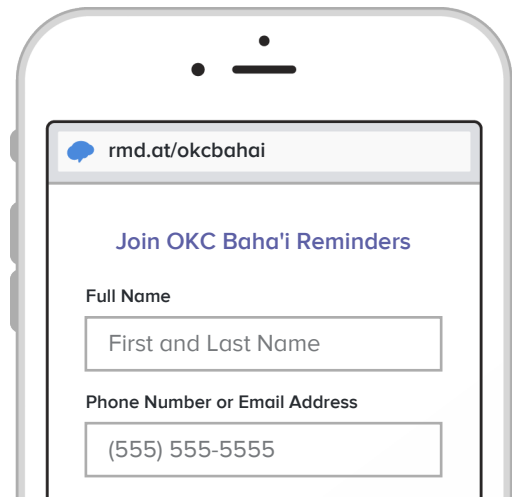 rmd.at/okcbahai
Join OKC Baha'i Reminders
Full Name
First and Last Name
Phone Number or Email Address
(555) 555-5555